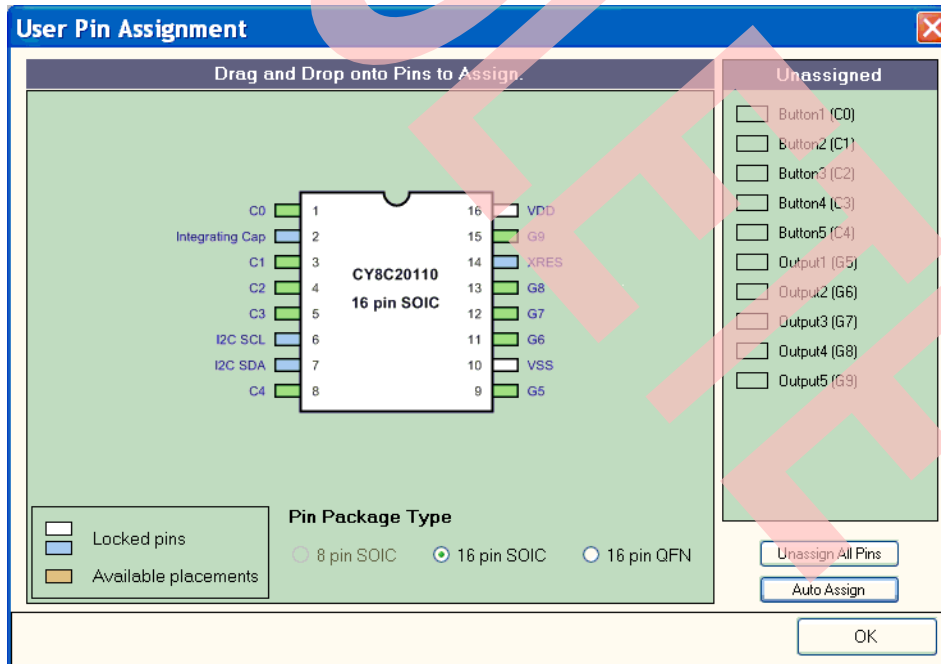 User Pin Assignment
Drag and Drop onto Pins to Assign.
C0 1
Integrating Cap 2
C1 3
C2 4
C3 5
I2C SCL 6
I2C SDA 7
C4 8
CY8C20110
16 pin SOIC
16 VDD
15 G9
14 XRES
13 G8
12 G7
11 G6
10 VSS
9 G5
Locked pins
Available placements
Pin Package Type
8 pin SOIC
16 pin SOIC
16 pin QFN
Unassigned
Button1 (C0)
Button2 (C1)
Button3 (C2)
Button4 (C3)
Button5 (C4)
Output1 (G5)
Output2 (G6)
Output3 (G7)
Output4 (G8)
Output5 (G9)
Unassign All Pins
Auto Assign
OK